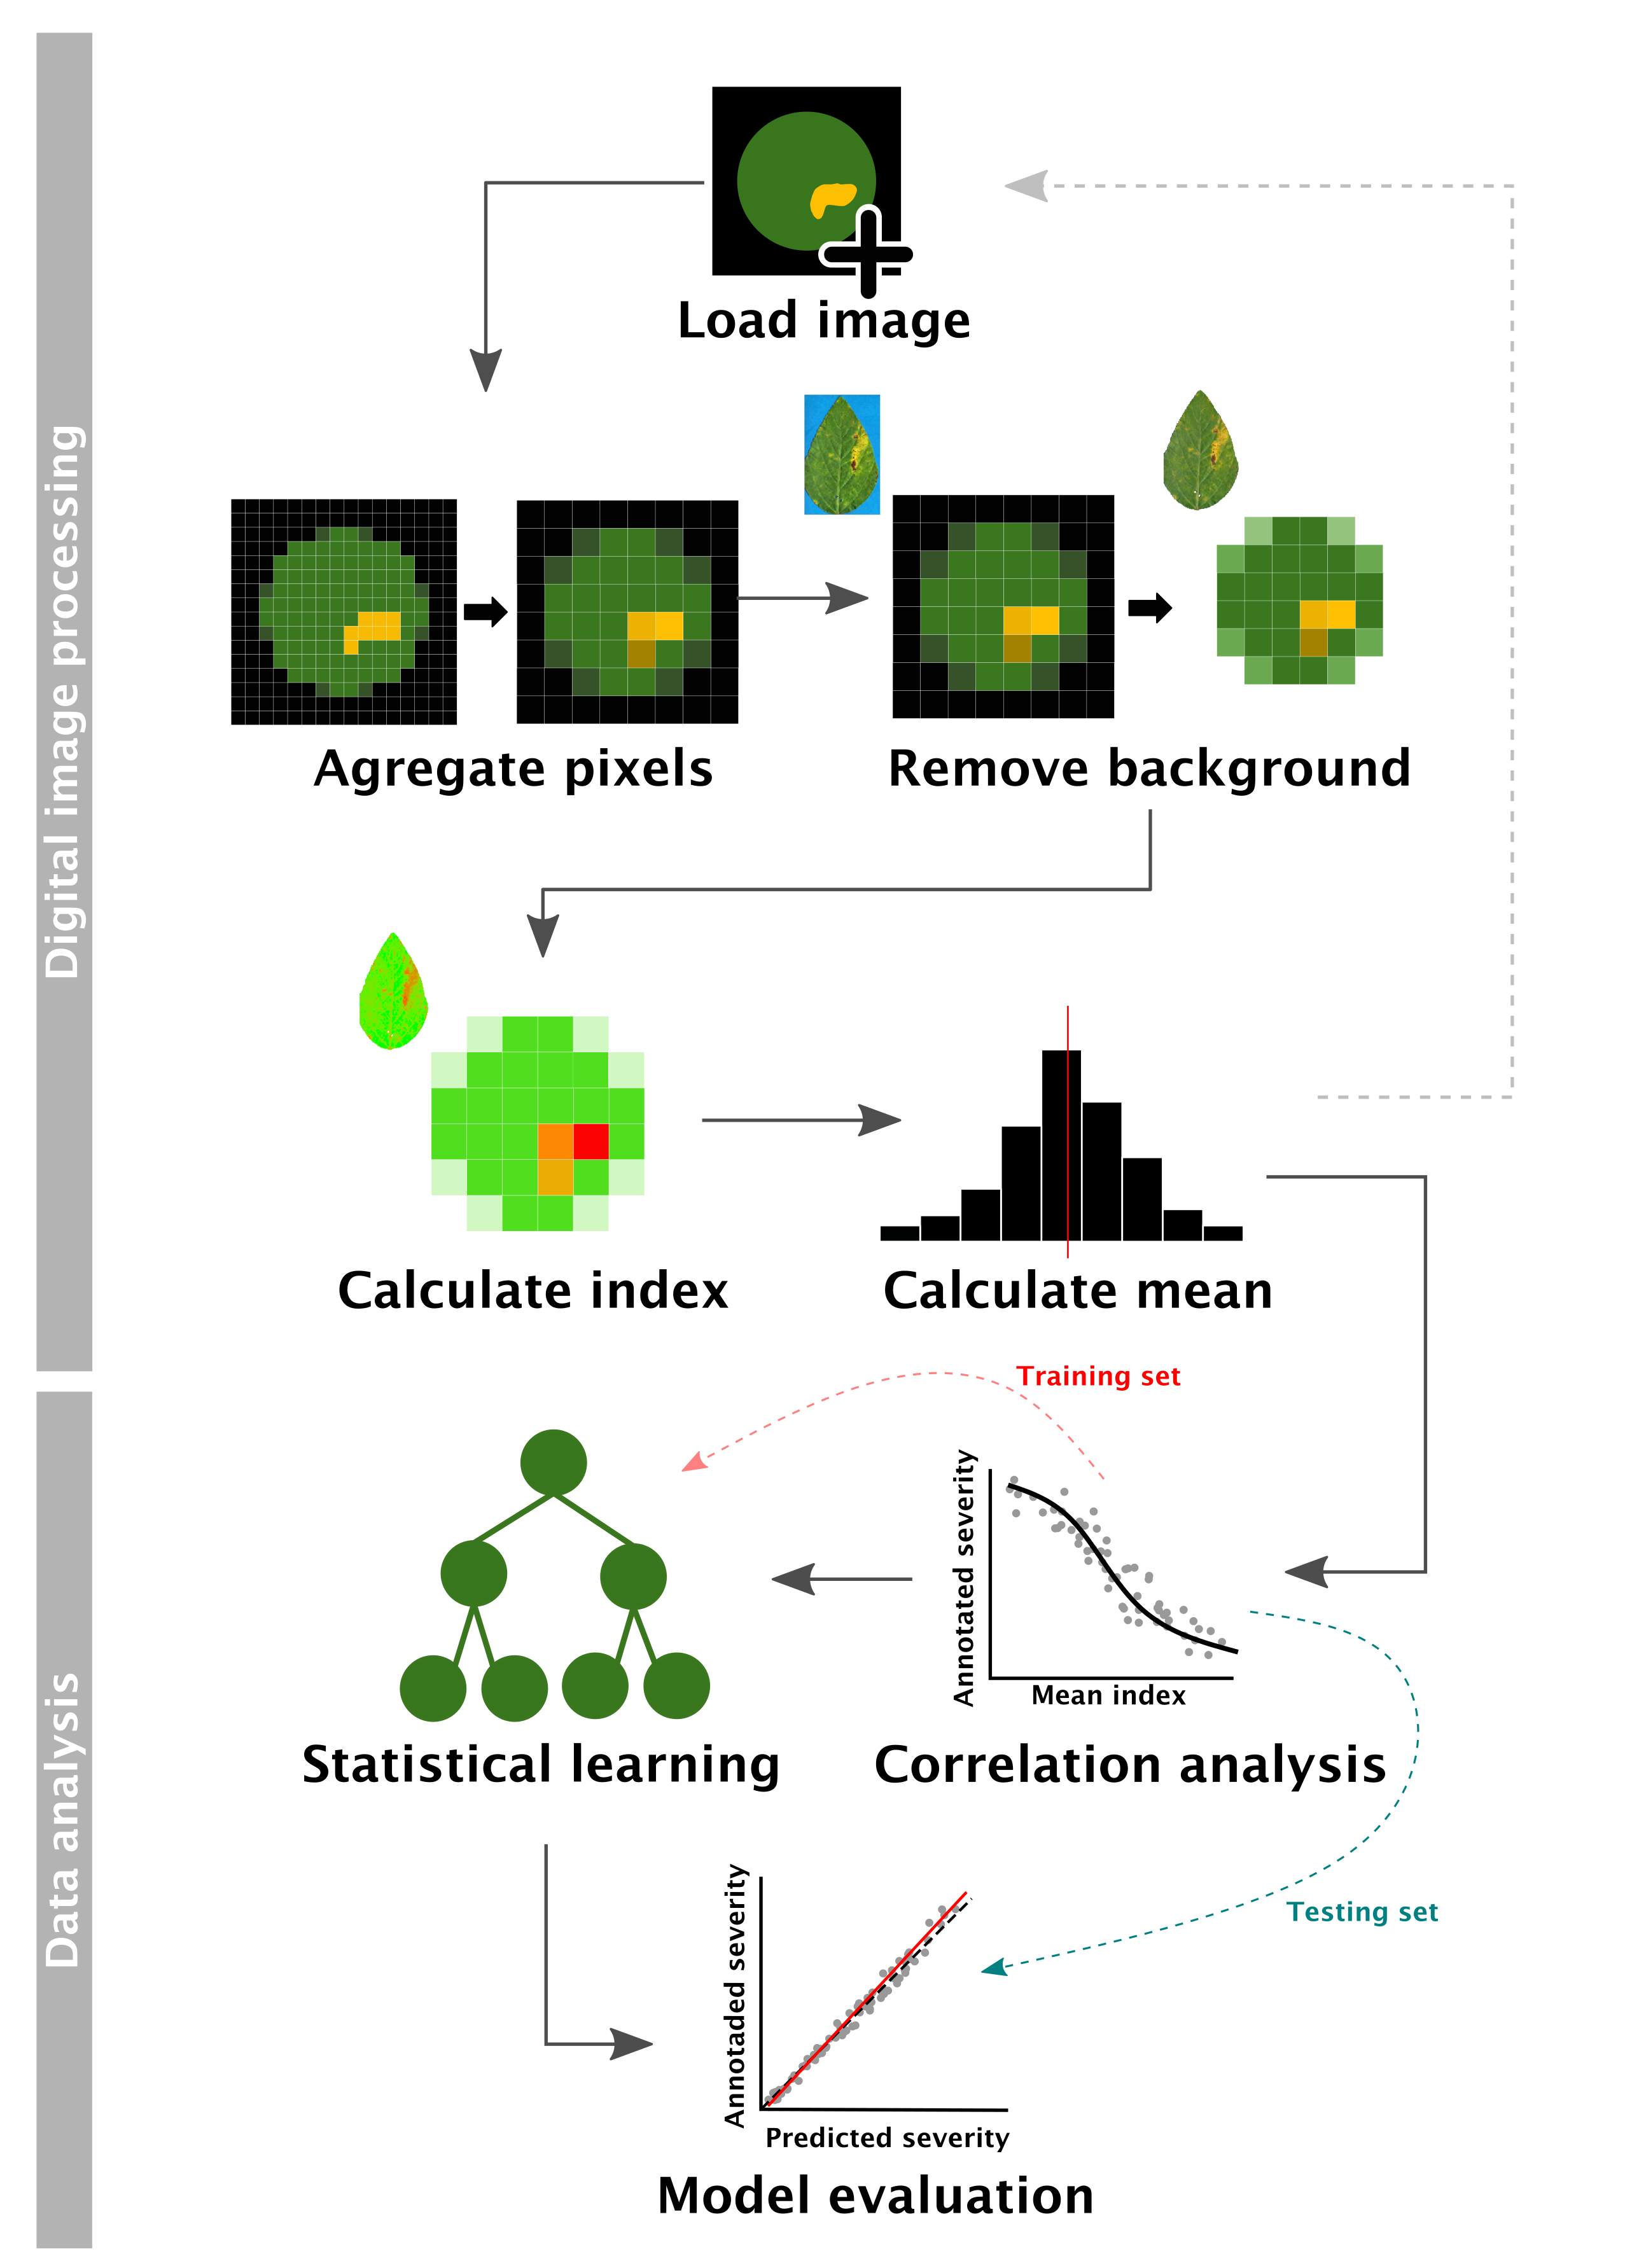 Digital image processing
Load image
Agregate pixels
Remove background
Calculate index
Calculate mean
Data analysis
Training set
Annotated severity
Mean index
Statistical learning
Correlation analysis
Testing set
Annotaded severity
Predicted severity
Model evaluation